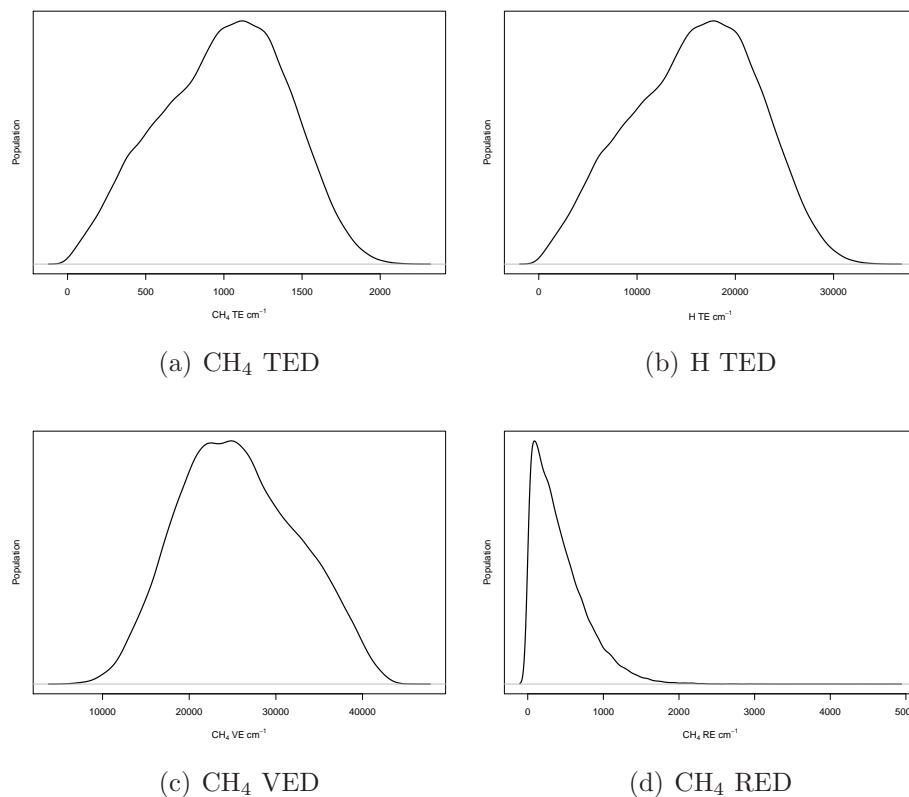 Population
0 500 1000 1500 2000
CH₄ TE cm⁻¹
(a) CH₄ TED
Population
0 10000 20000 30000
H TE cm⁻¹
(b) H TED
Population
10000 20000 30000 40000
CH₄ VE cm⁻¹
(c) CH₄ VED
Population
0 1000 2000 3000 4000 5000
CH₄ RE cm⁻¹
(d) CH₄ RED